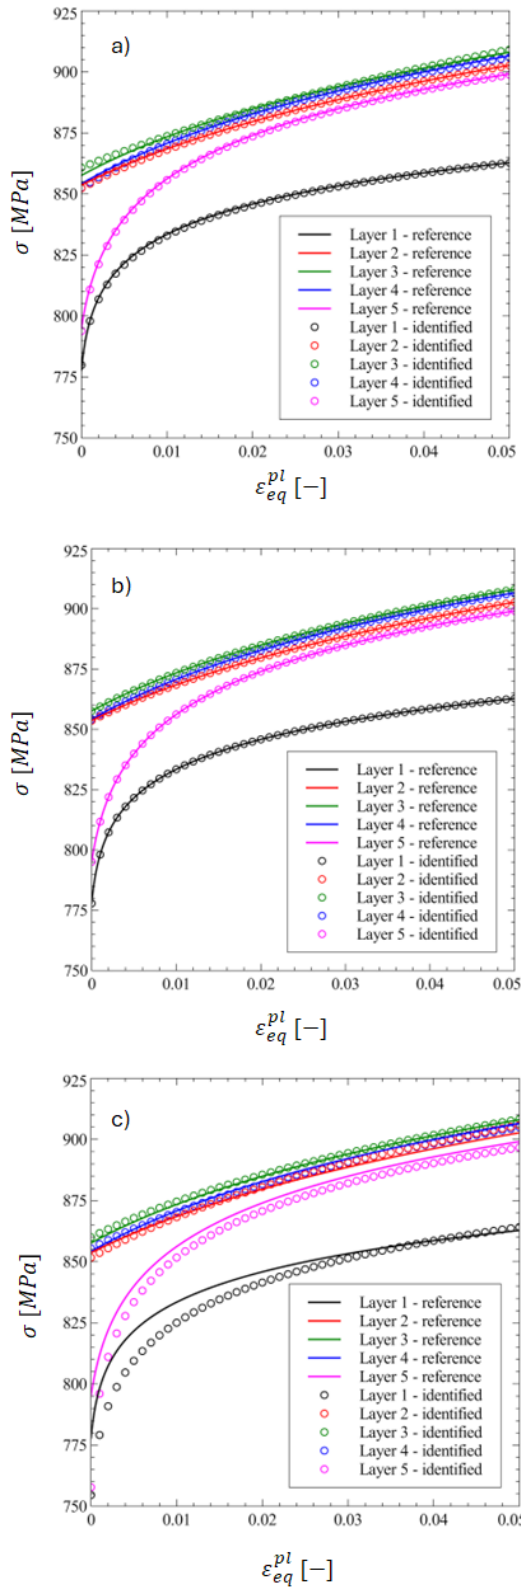 a)
925
900
875
850
825
800
775
750
σ [MPa]
Layer 1 - reference
Layer 2 - reference
Layer 3 - reference
Layer 4 - reference
Layer 5 - reference
Layer 1 - identified
Layer 2 - identified
Layer 3 - identified
Layer 4 - identified
Layer 5 - identified
0 0.01 0.02 0.03 0.04 0.05
ε_eq^pl [−]
b)
925
900
875
850
825
800
775
750
σ [MPa]
Layer 1 - reference
Layer 2 - reference
Layer 3 - reference
Layer 4 - reference
Layer 5 - reference
Layer 1 - identified
Layer 2 - identified
Layer 3 - identified
Layer 4 - identified
Layer 5 - identified
0 0.01 0.02 0.03 0.04 0.05
ε_eq^pl [−]
c)
925
900
875
850
825
800
775
750
σ [MPa]
Layer 1 - reference
Layer 2 - reference
Layer 3 - reference
Layer 4 - reference
Layer 5 - reference
Layer 1 - identified
Layer 2 - identified
Layer 3 - identified
Layer 4 - identified
Layer 5 - identified
0 0.01 0.02 0.03 0.04 0.05
ε_eq^pl [−]